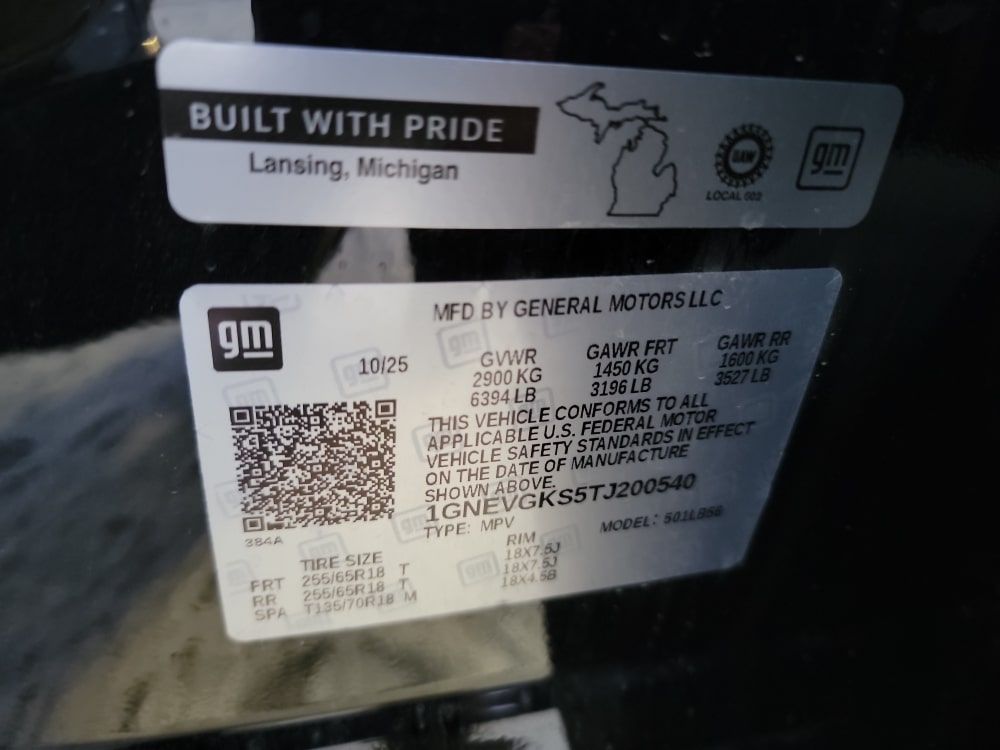 BUILT WITH PRIDE
Lansing, Michigan
UAW
LOCAL 602
gm
gm
MFD BY GENERAL MOTORS LLC
10/25
GVWR GAWR FRT GAWR RR
2900 KG 1450 KG 1600 KG
6394 LB 3196 LB 3527 LB
THIS VEHICLE CONFORMS TO ALL
APPLICABLE U.S. FEDERAL MOTOR
VEHICLE SAFETY STANDARDS IN EFFECT
ON THE DATE OF MANUFACTURE
SHOWN ABOVE.
1GNEVGKS5TJ200540
TYPE: MPV MODEL:
384A
TIRE SIZE RIM
FRT 255/65R18 T 18X7.5J
RR 255/65R18 T 18X7.5J
SPA T135/70R18 M 18X4.5B